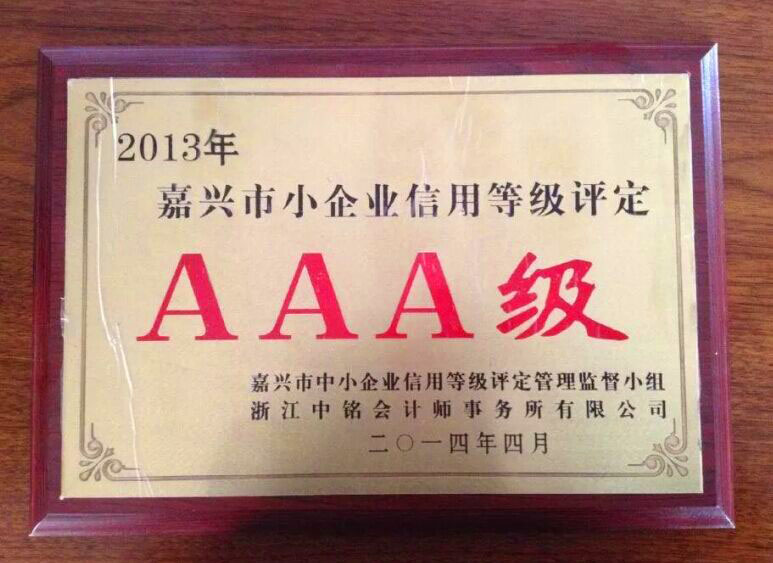 2013年
嘉兴市小企业信用等级评定
AAA级
嘉兴市中小企业信用等级评定管理监督小组
浙江中铭会计师事务所有限公司
二〇一四年四月